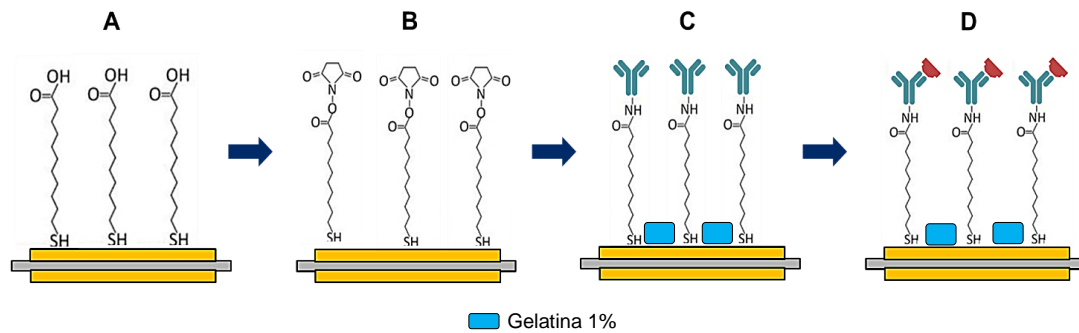 A B C D
OH OH OH
O O O
SH SH SH
O N O O N O O N O
O O O
O O O
SH SH SH
NH NH NH
O O O
SH SH SH
NH NH NH
O O O
SH SH SH
Gelatina 1%